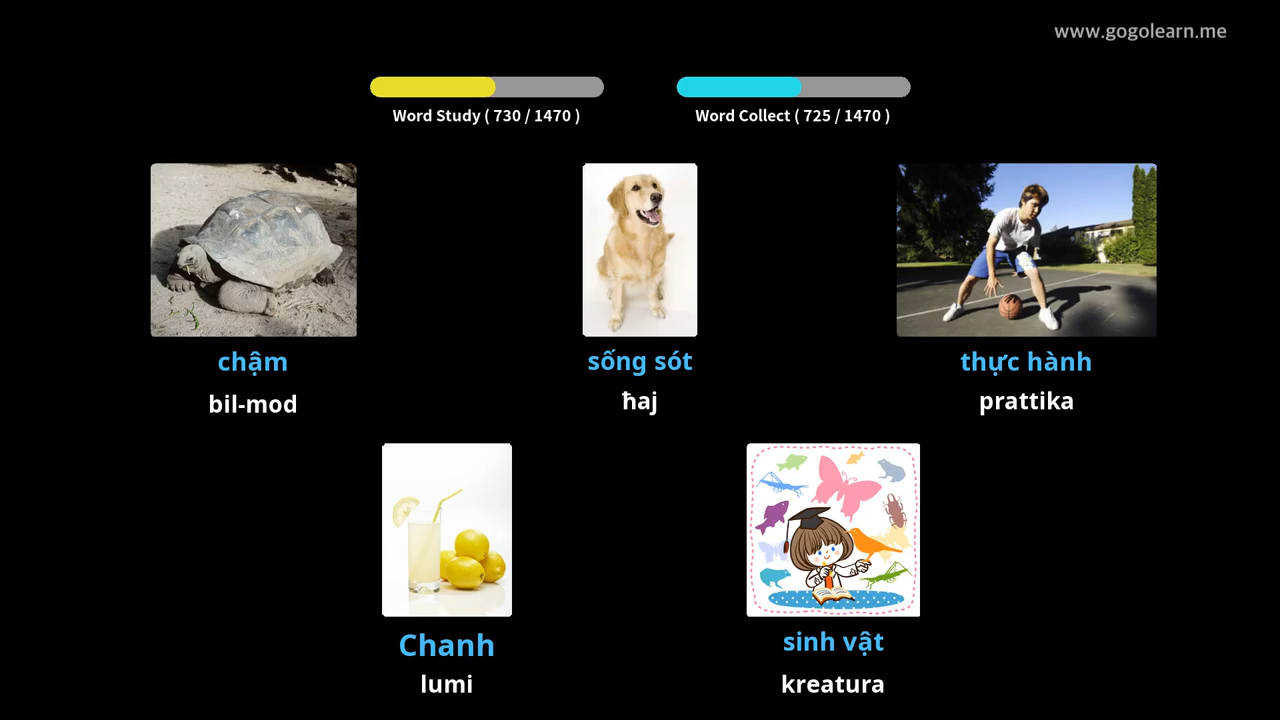 www.gogolearn.me
Word Study ( 730 / 1470 )
Word Collect ( 725 / 1470 )
chậm
sống sót
thực hành
bil-mod
ħaj
prattika
Chanh
sinh vật
lumi
kreatura